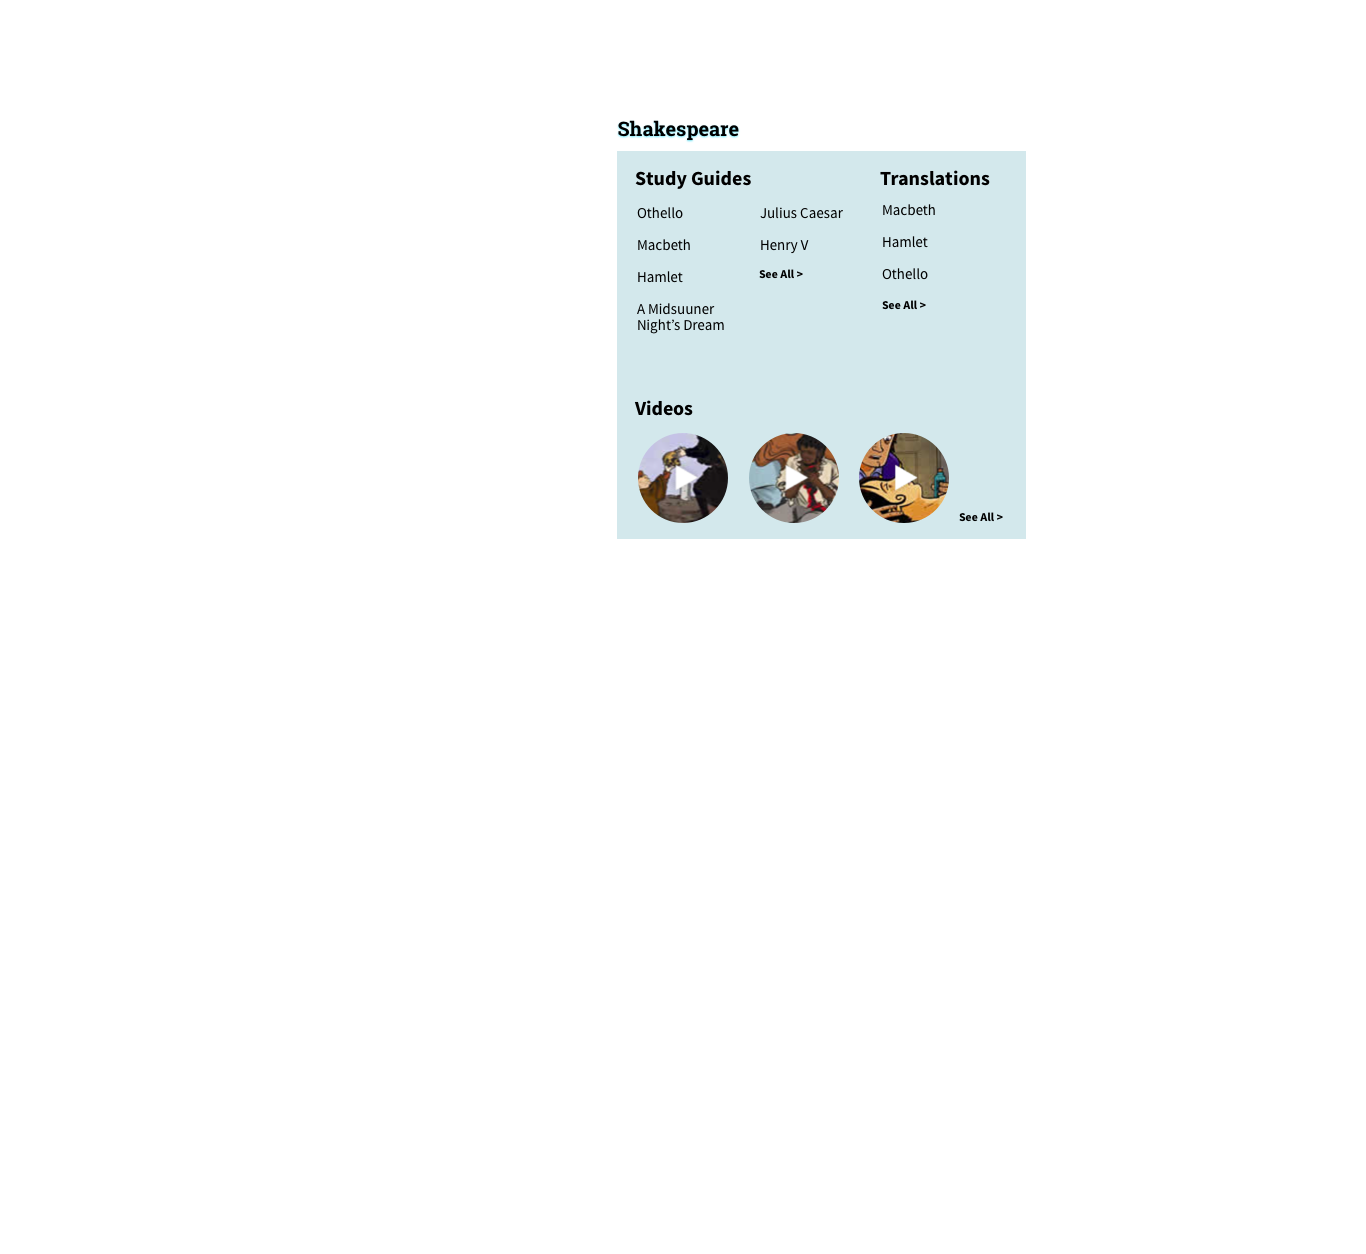 Shakespeare
Study Guides
Othello
Macbeth
Hamlet
A Midsuuner
Night’s Dream
Julius Caesar
Henry V
See All >
Translations
Macbeth
Hamlet
Othello
See All >
Videos
See All >